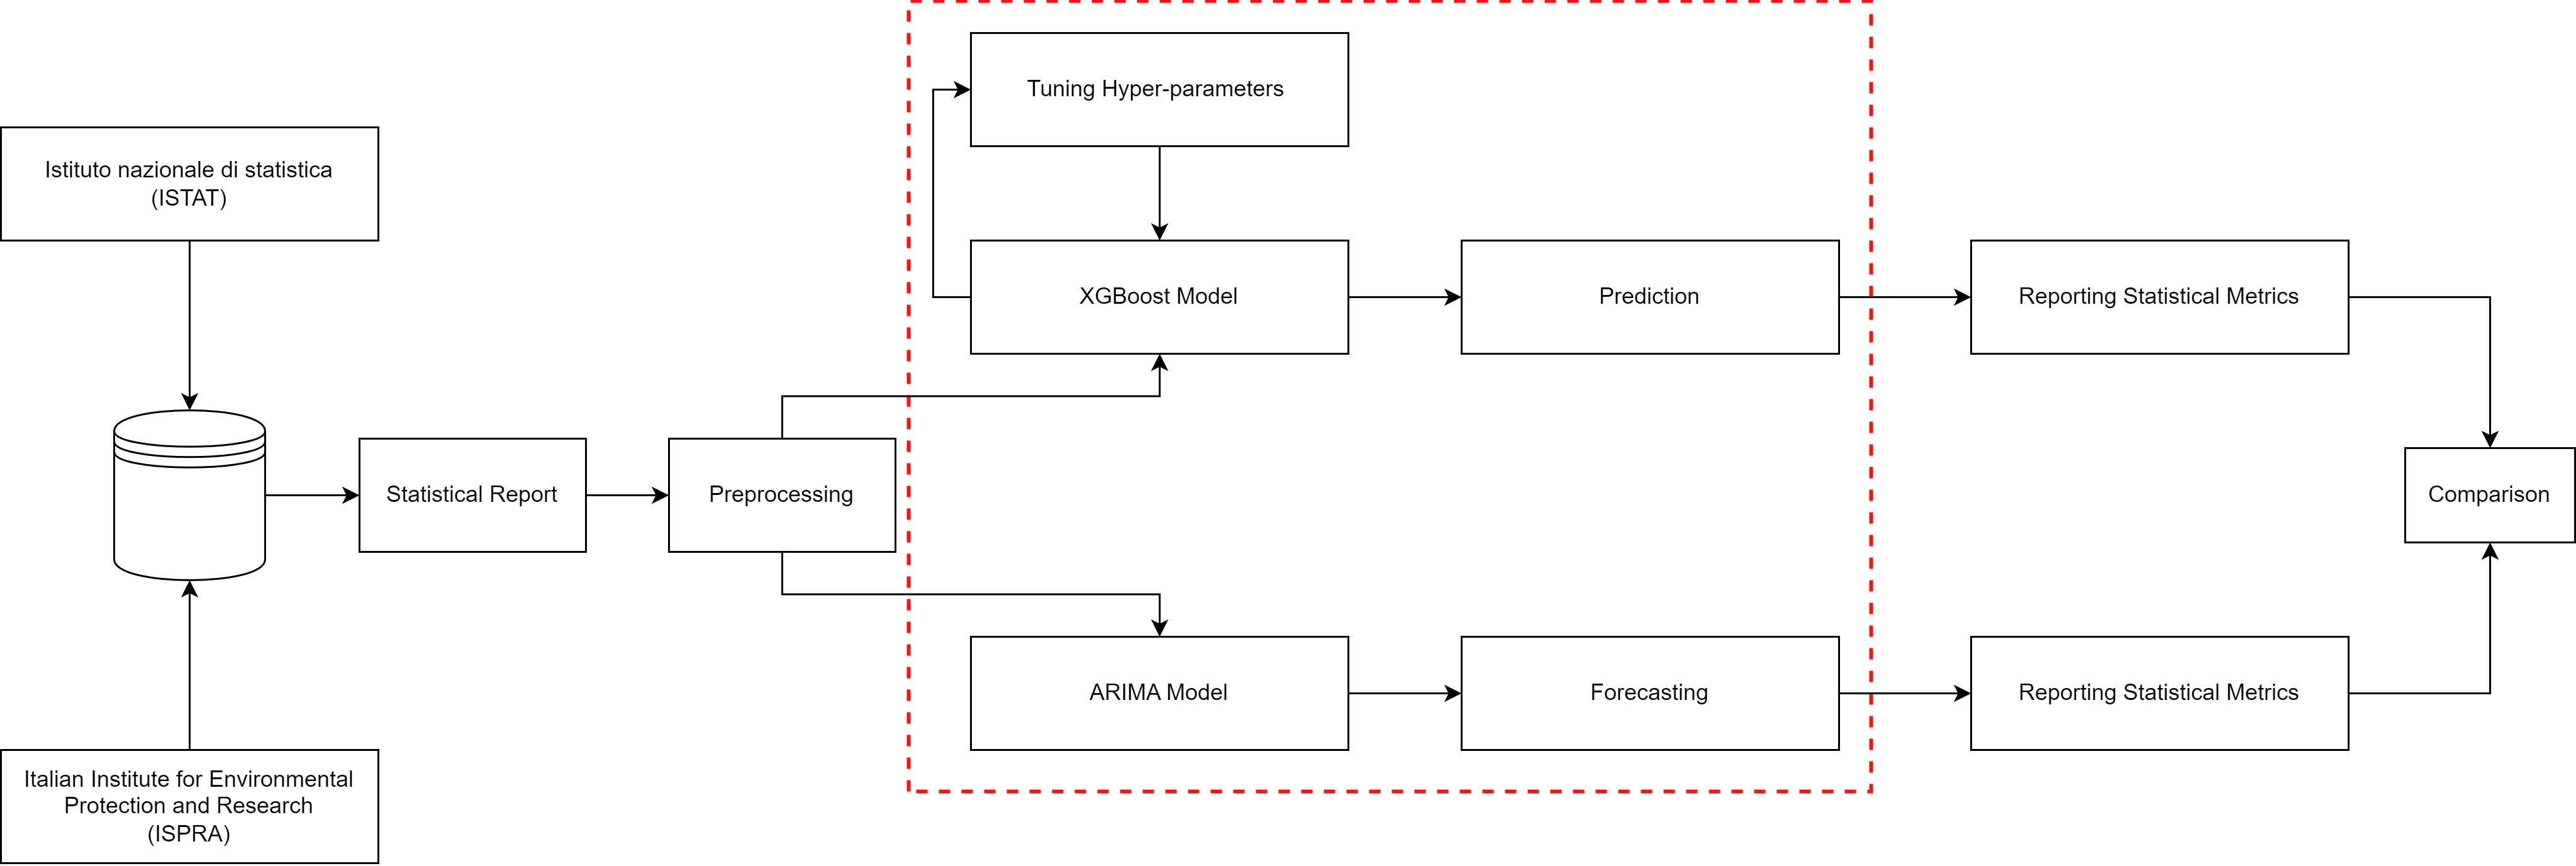 Istituto nazionale di statistica
(ISTAT)
Italian Institute for Environmental
Protection and Research
(ISPRA)
Statistical Report
Preprocessing
Tuning Hyper-parameters
XGBoost Model
Prediction
Reporting Statistical Metrics
ARIMA Model
Forecasting
Reporting Statistical Metrics
Comparison